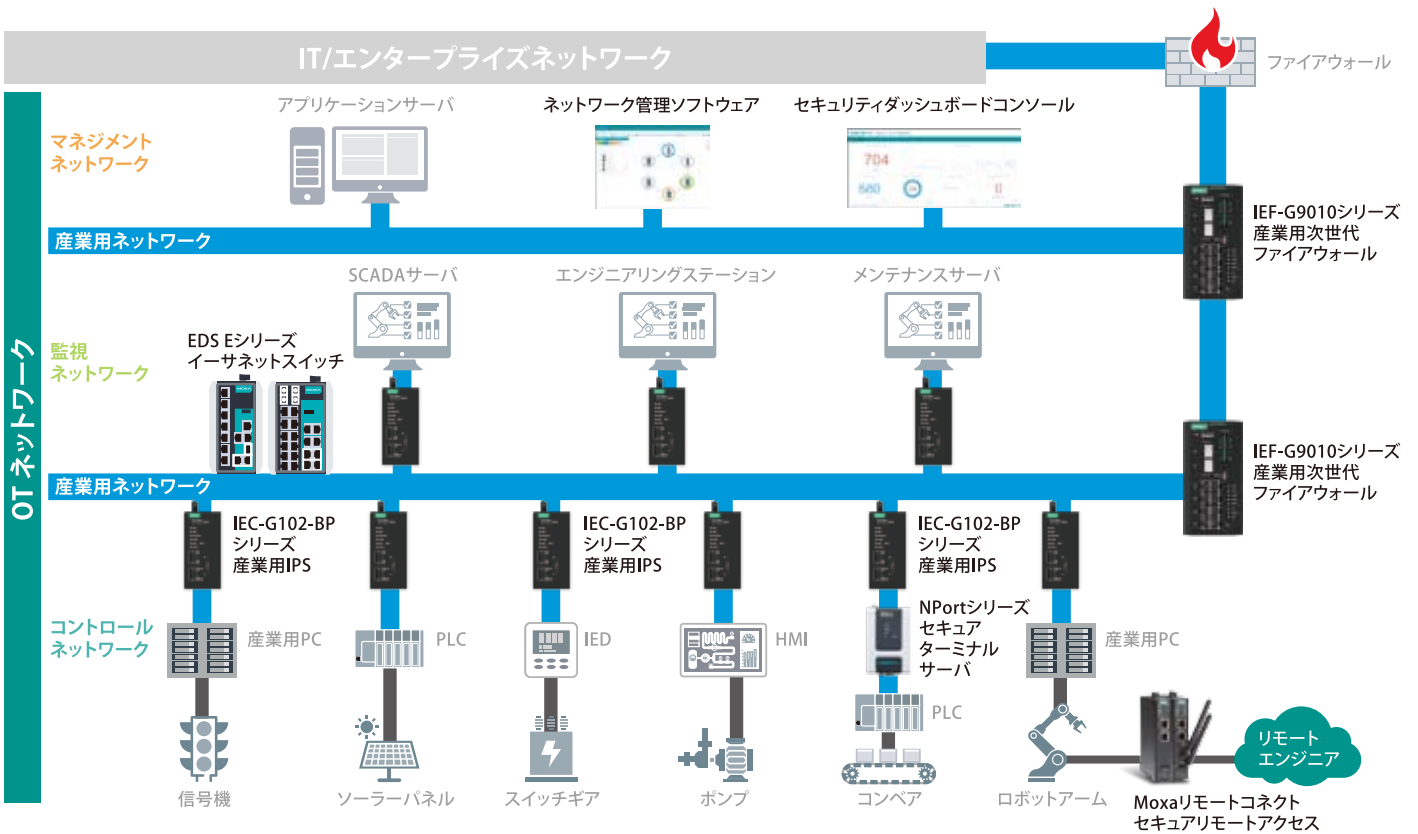 IT/エンタープライズネットワーク
ファイアウォール
OT ネットワーク
マネジメント
ネットワーク
アプリケーションサーバ
ネットワーク管理ソフトウェア
セキュリティダッシュボードコンソール
704
680
0
IEF-G9010シリーズ
産業用次世代
ファイアウォール
産業用ネットワーク
SCADAサーバ
エンジニアリングステーション
メンテナンスサーバ
監視
ネットワーク
EDS Eシリーズ
イーサネットスイッチ
MOXA
MOXA
IEF-G9010シリーズ
産業用次世代
ファイアウォール
産業用ネットワーク
IEC-G102-BP
シリーズ
産業用IPS
IEC-G102-BP
シリーズ
産業用IPS
IEC-G102-BP
シリーズ
産業用IPS
コントロール
ネットワーク
産業用PC
PLC
IED
HMI
NPortシリーズ
セキュア
ターミナル
サーバ
産業用PC
PLC
リモート
エンジニア
信号機
ソーラーパネル
スイッチギア
ポンプ
コンベア
ロボットアーム
Moxaリモートコネクト
セキュアリモートアクセス